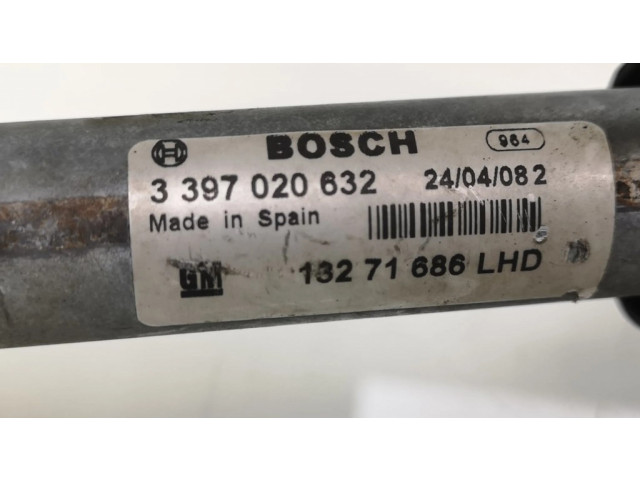 BOSCH 964
3 397 020 632 24/04/08 2
Made in Spain
GM 132 71 686 LHD